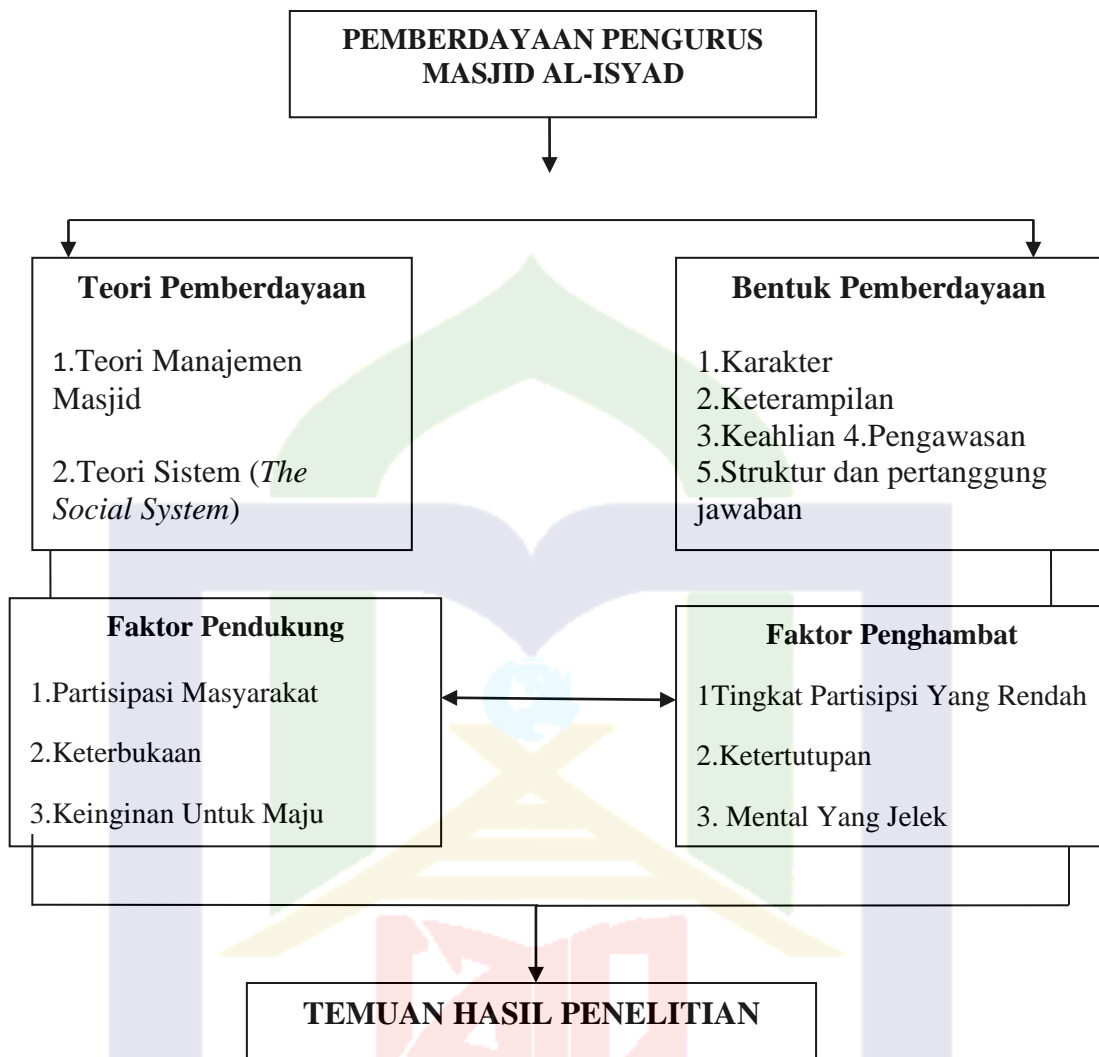 PEMBERDAYAAN PENGURUS
MASJID AL-ISYAD
Teori Pemberdayaan
1.Teori Manajemen
Masjid
2.Teori Sistem (The
Social System)
Bentuk Pemberdayaan
1.Karakter
2.Keterampilan
3.Keahlian 4.Pengawasan
5.Struktur dan pertanggung
jawaban
Faktor Pendukung
1.Partisipasi Masyarakat
2.Keterbukaan
3.Keinginan Untuk Maju
Faktor Penghambat
1Tingkat Partisipsi Yang Rendah
2.Ketertutupan
3. Mental Yang Jelek
TEMUAN HASIL PENELITIAN